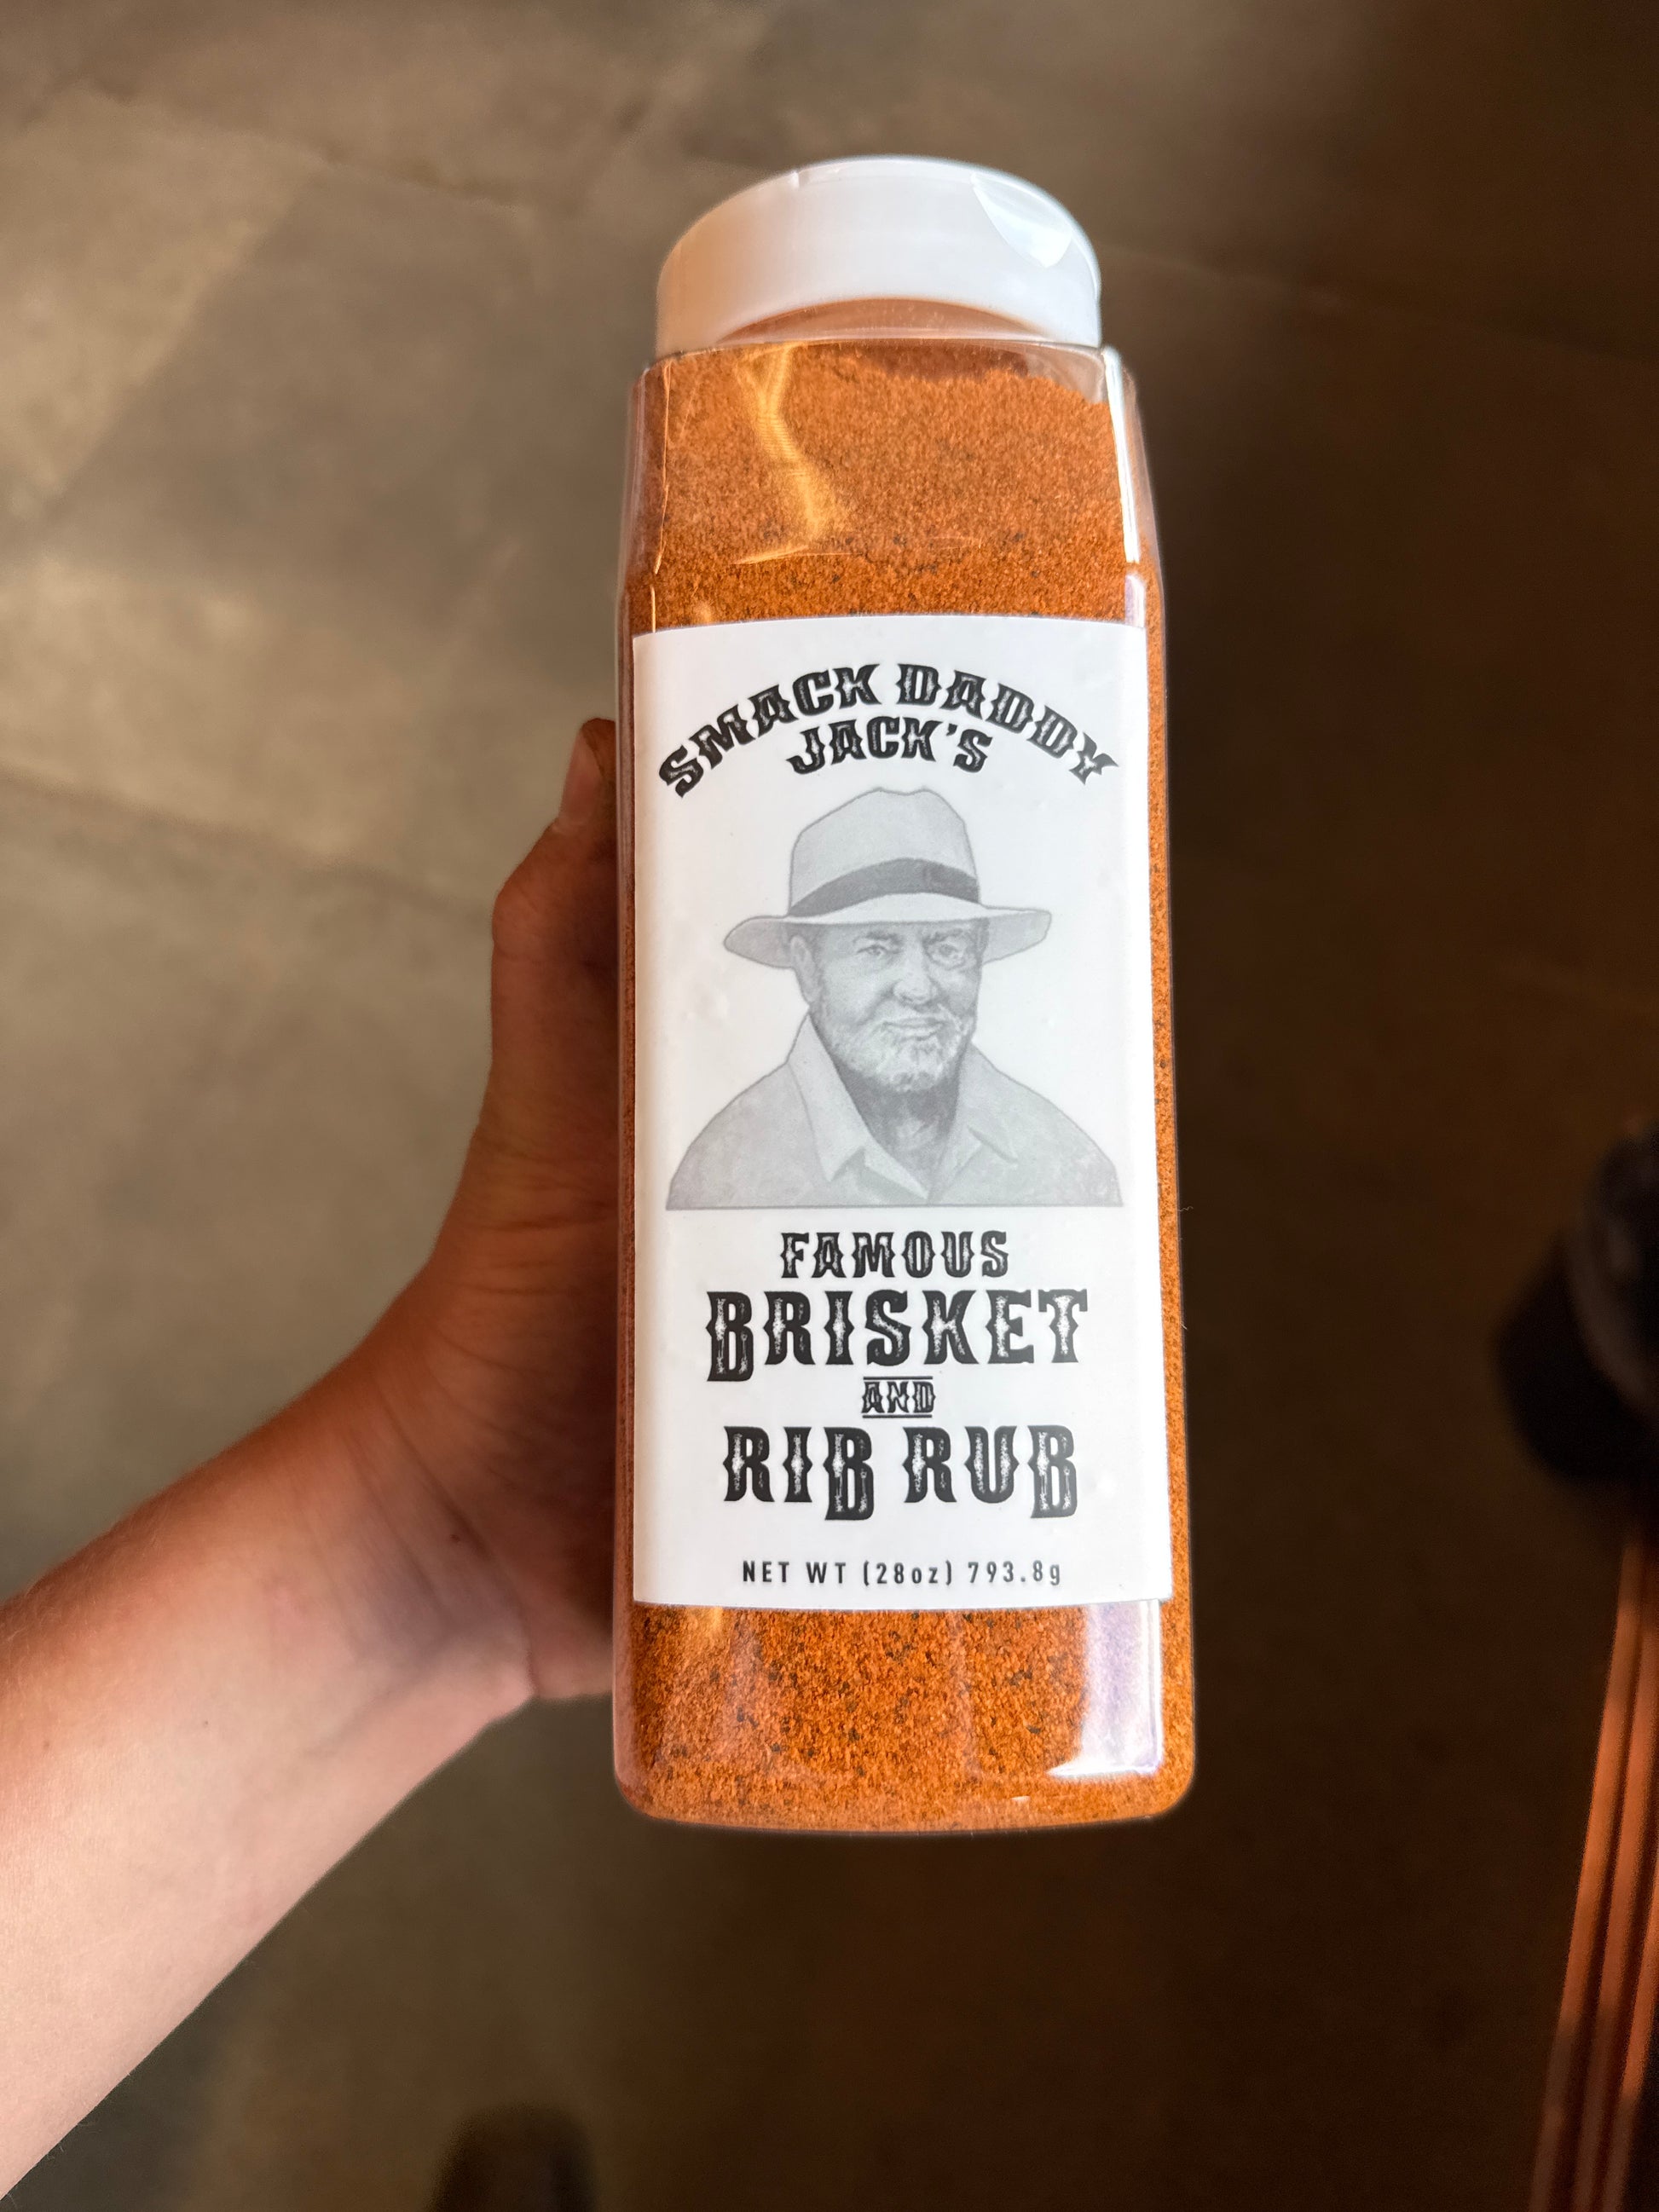 SMACK DADDY
JACK'S
FAMOUS
BRISKET
AND
RIB RUB
NET WT (28oz) 793.8g